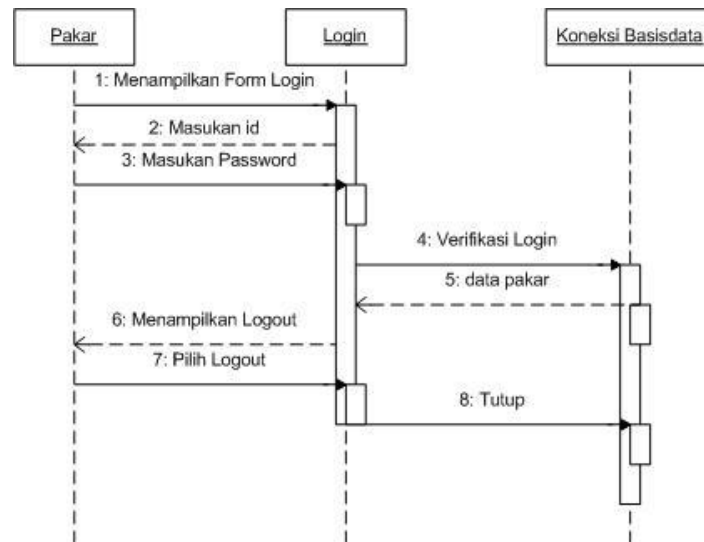 Pakar
Login
Koneksi Basisdata
1: Menampilkan Form Login
2: Masukan id
3: Masukan Password
4: Verifikasi Login
5: data pakar
6: Menampilkan Logout
7: Pilih Logout
8: Tutup